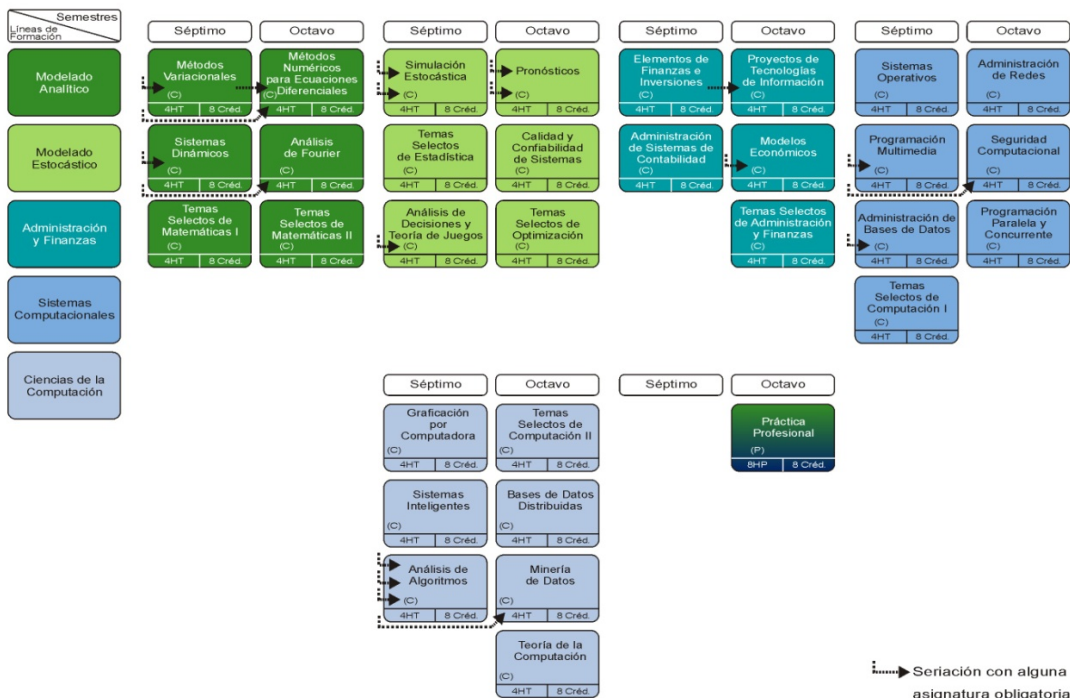 Semestres
Líneas de
Formación
Modelado
Analítico
Modelado
Estocástico
Administración
y Finanzas
Sistemas
Computacionales
Ciencias de la
Computación
Séptimo
Octavo
Métodos
Variacionales
(C)
4HT
8 Créd.
Métodos
Numéricos
para Ecuaciones
Diferenciales
(C)
4HT
8 Créd.
Sistemas
Dinámicos
(C)
4HT
8 Créd.
Análisis
de Fourier
(C)
4HT
8 Créd.
Temas
Selectos de
Matemáticas I
(C)
4HT
8 Créd.
Temas
Selectos de
Matemáticas II
(C)
4HT
8 Créd.
Séptimo
Octavo
Simulación
Estocástica
(C)
4HT
8 Créd.
Pronósticos
(C)
4HT
8 Créd.
Temas
Selectos
de Estadística
(C)
4HT
8 Créd.
Calidad y
Confiabilidad
de Sistemas
(C)
4HT
8 Créd.
Análisis de
Decisiones y
Teoría de Juegos
(C)
4HT
8 Créd.
Temas
Selectos de
Optimización
(C)
4HT
8 Créd.
Séptimo
Octavo
Elementos de
Finanzas e
Inversiones
(C)
4HT
8 Créd.
Proyectos de
Tecnologías
de Información
(C)
4HT
8 Créd.
Administración
de Sistemas de
Contabilidad
(C)
4HT
8 Créd.
Modelos
Económicos
(C)
4HT
8 Créd.
Temas Selectos
de Administración
y Finanzas
(C)
4HT
8 Créd.
Séptimo
Octavo
Sistemas
Operativos
(C)
4HT
8 Créd.
Administración
de Redes
(C)
4HT
8 Créd.
Programación
Multimedia
(C)
4HT
8 Créd.
Seguridad
Computacional
(C)
4HT
8 Créd.
Administración de
Bases de Datos
(C)
4HT
8 Créd.
Programación
Paralela y
Concurrente
(C)
4HT
8 Créd.
Temas
Selectos de
Computación I
(C)
4HT
8 Créd.
Séptimo
Octavo
Graficación
por
Computadora
(C)
4HT
8 Créd.
Temas
Selectos de
Computación II
(C)
4HT
8 Créd.
Sistemas
Inteligentes
(C)
4HT
8 Créd.
Bases de Datos
Distribuidas
(C)
4HT
8 Créd.
Análisis de
Algoritmos
(C)
4HT
8 Créd.
Minería
de Datos
(C)
4HT
8 Créd.
Teoría de la
Computación
(C)
4HT
8 Créd.
Séptimo
Octavo
Práctica
Profesional
(P)
8HP
8 Créd.
Seriación con alguna
asignatura obligatoria